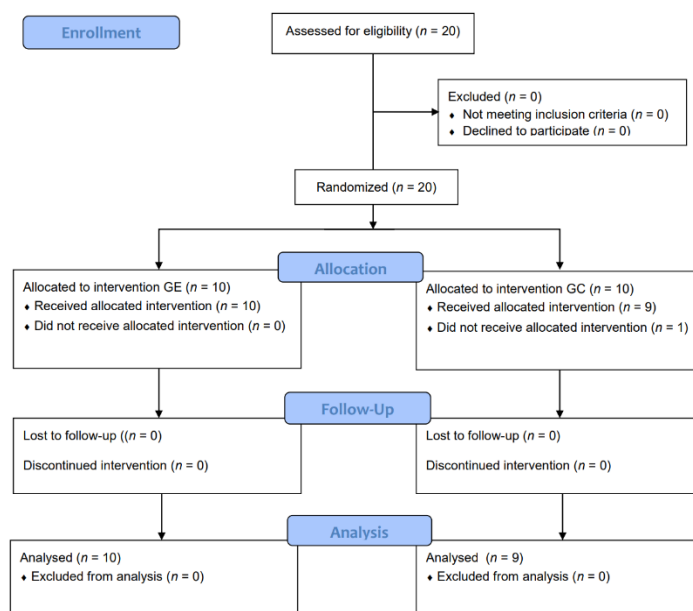 Enrollment
Assessed for eligibility (n = 20)
Excluded (n = 0)
♦ Not meeting inclusion criteria (n = 0)
♦ Declined to participate (n = 0)
Randomized (n = 20)
Allocation
Allocated to intervention GE (n = 10)
♦ Received allocated intervention (n = 10)
♦ Did not receive allocated intervention (n = 0)
Allocated to intervention GC (n = 10)
♦ Received allocated intervention (n = 9)
♦ Did not receive allocated intervention (n = 1)
Follow-Up
Lost to follow-up ((n = 0)
Discontinued intervention (n = 0)
Lost to follow-up (n = 0)
Discontinued intervention (n = 0)
Analysis
Analysed (n = 10)
♦ Excluded from analysis (n = 0)
Analysed (n = 9)
♦ Excluded from analysis (n = 0)